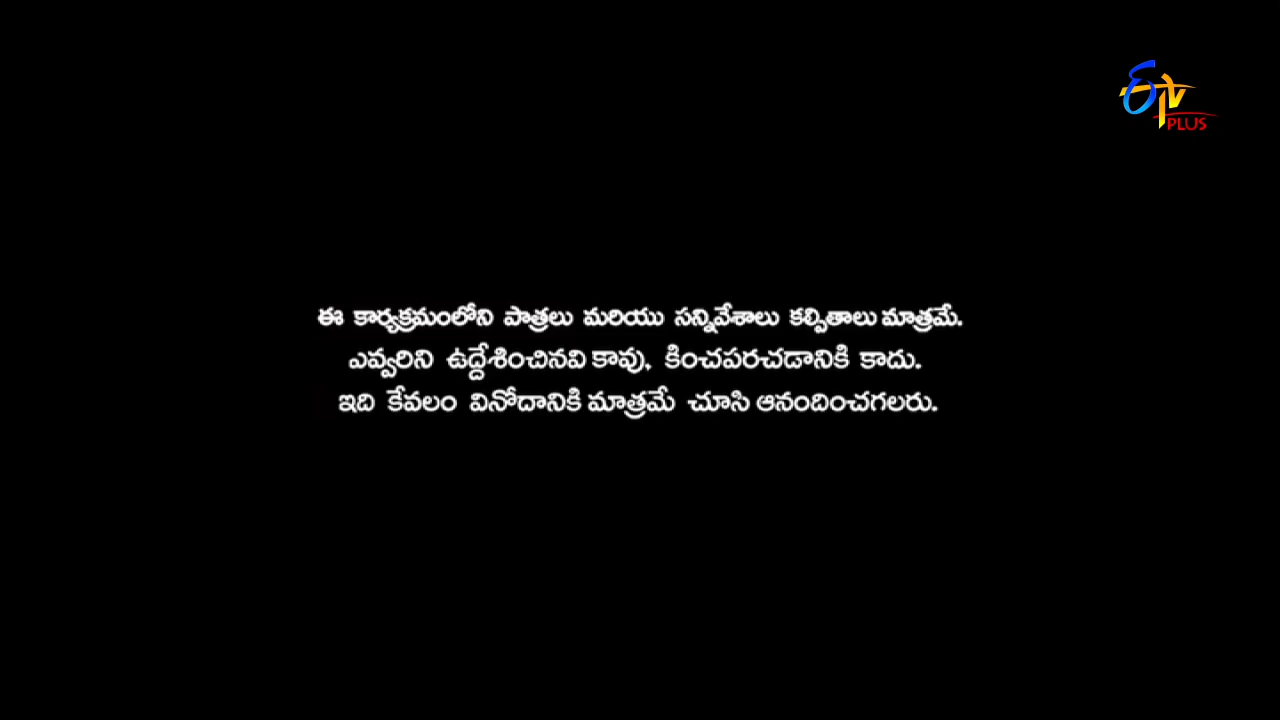 ETV
PLUS
ఈ కార్యక్రమంలోని పాత్రలు మరియు సన్నివేశాలు కల్పితాలు మాత్రమే.
ఎవ్వరిని ఉద్దేశించినవి కావు, కించపరచడానికి కాదు.
ఇది కేవలం వినోదానికి మాత్రమే చూసి ఆనందించగలరు.